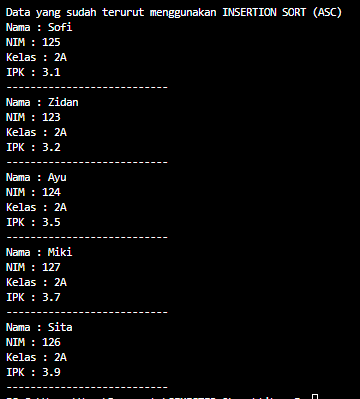 Data yang sudah terurut menggunakan INSERTION SORT (ASC)
Nama : Sofi
NIM : 125
Kelas : 2A
IPK : 3.1
---------------------------
Nama : Zidan
NIM : 123
Kelas : 2A
IPK : 3.2
---------------------------
Nama : Ayu
NIM : 124
Kelas : 2A
IPK : 3.5
---------------------------
Nama : Miki
NIM : 127
Kelas : 2A
IPK : 3.7
---------------------------
Nama : Sita
NIM : 126
Kelas : 2A
IPK : 3.9
---------------------------